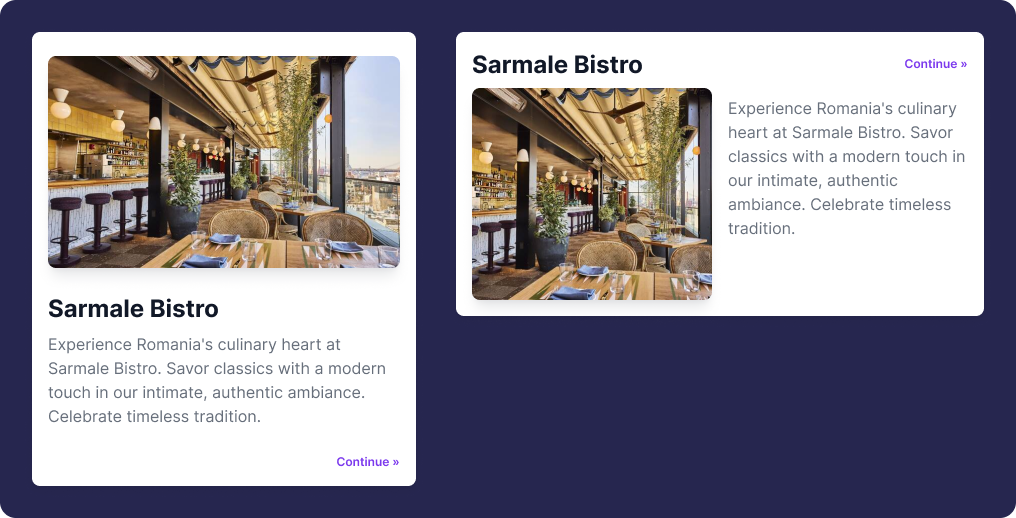 Sarmale Bistro
Experience Romania's culinary heart at
Sarmale Bistro. Savor classics with a modern
touch in our intimate, authentic ambiance.
Celebrate timeless tradition.
Continue »
Sarmale Bistro
Continue »
Experience Romania's culinary
heart at Sarmale Bistro. Savor
classics with a modern touch in
our intimate, authentic
ambiance. Celebrate timeless
tradition.